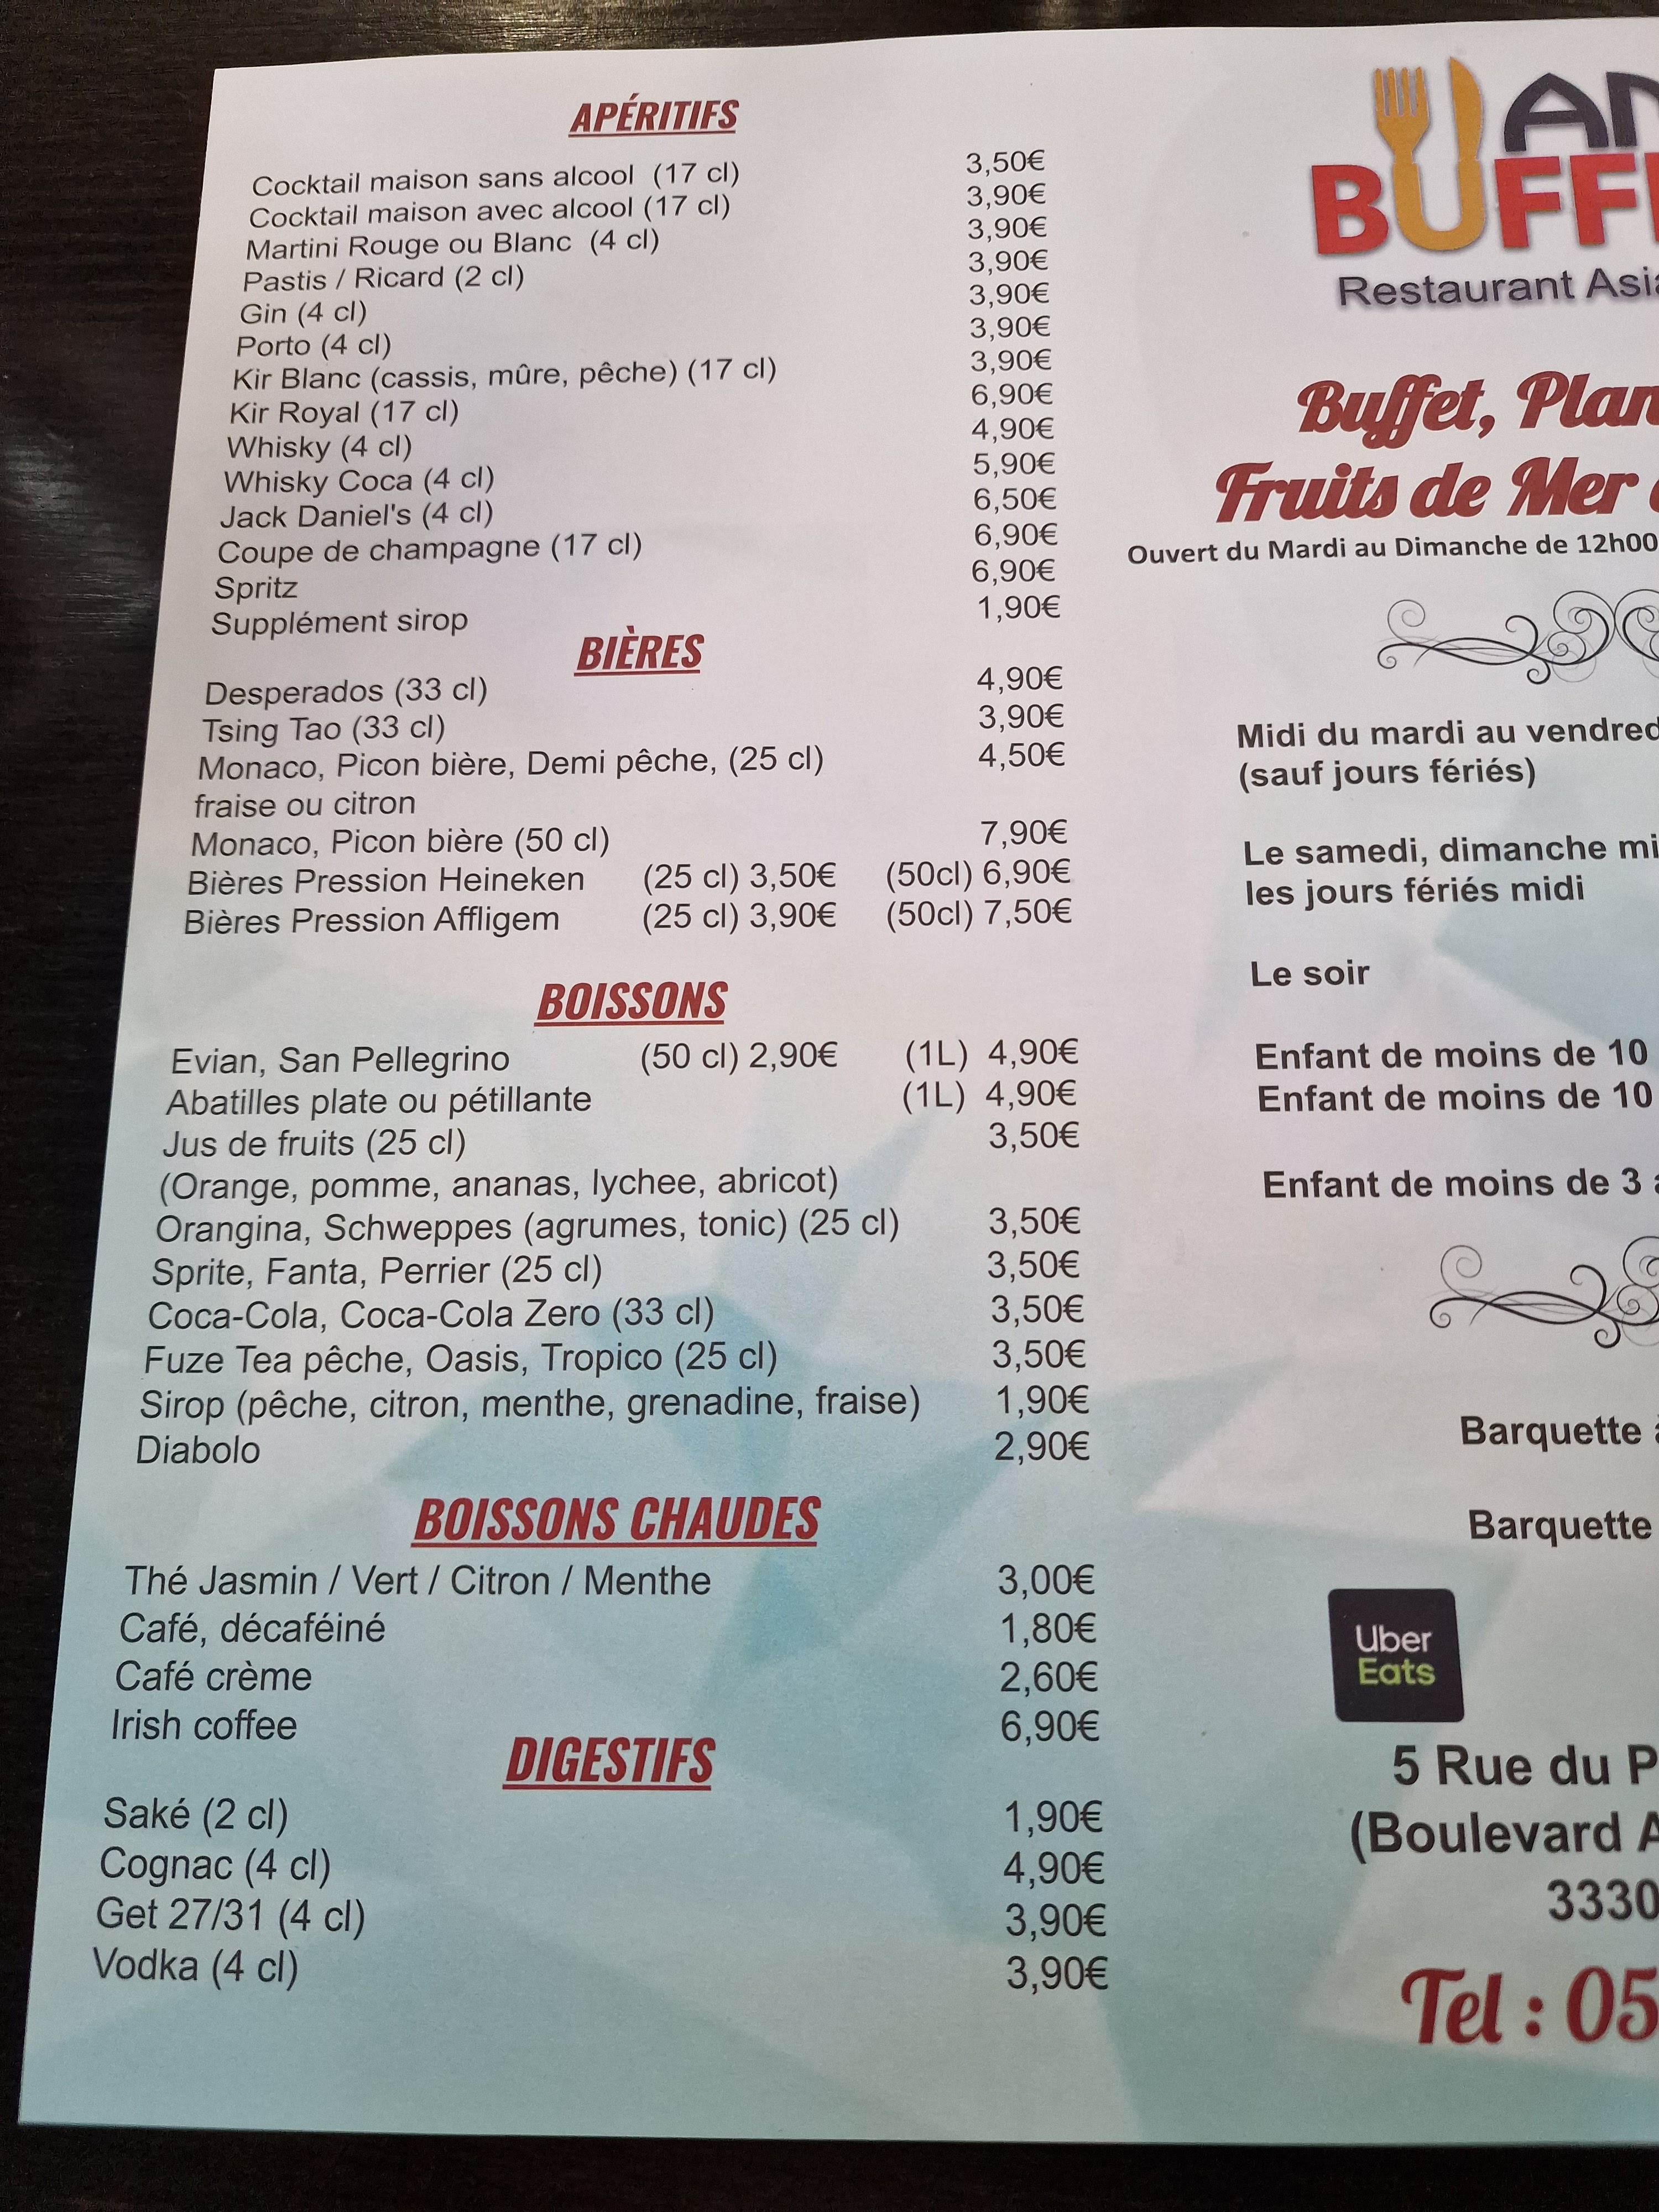 APÉRITIFS
Cocktail maison sans alcool (17 cl) 3,50€
Cocktail maison avec alcool (17 cl) 3,90€
Martini Rouge ou Blanc (4 cl) 3,90€
Pastis / Ricard (2 cl) 3,90€
Gin (4 cl) 3,90€
Porto (4 cl) 3,90€
Kir Blanc (cassis, mûre, pêche) (17 cl) 3,90€
Kir Royal (17 cl) 6,90€
Whisky (4 cl) 4,90€
Whisky Coca (4 cl) 5,90€
Jack Daniel's (4 cl) 6,50€
Coupe de champagne (17 cl) 6,90€
Spritz 6,90€
Supplément sirop 1,90€
BIÈRES
Desperados (33 cl) 4,90€
Tsing Tao (33 cl) 3,90€
Monaco, Picon bière, Demi pêche, (25 cl) 4,50€
fraise ou citron
Monaco, Picon bière (50 cl) 7,90€
Bières Pression Heineken (25 cl) 3,50€ (50cl) 6,90€
Bières Pression Affligem (25 cl) 3,90€ (50cl) 7,50€
BOISSONS
Evian, San Pellegrino (50 cl) 2,90€ (1L) 4,90€
Abatilles plate ou pétillante (1L) 4,90€
Jus de fruits (25 cl) 3,50€
(Orange, pomme, ananas, lychee, abricot)
Orangina, Schweppes (agrumes, tonic) (25 cl) 3,50€
Sprite, Fanta, Perrier (25 cl) 3,50€
Coca-Cola, Coca-Cola Zero (33 cl) 3,50€
Fuze Tea pêche, Oasis, Tropico (25 cl) 3,50€
Sirop (pêche, citron, menthe, grenadine, fraise) 1,90€
Diabolo 2,90€
BOISSONS CHAUDES
Thé Jasmin / Vert / Citron / Menthe 3,00€
Café, décaféiné 1,80€
Café crème 2,60€
Irish coffee 6,90€
DIGESTIFS
Saké (2 cl) 1,90€
Cognac (4 cl) 4,90€
Get 27/31 (4 cl) 3,90€
Vodka (4 cl) 3,90€
BUFF
Restaurant
Buffet,
Fruits de Mer
Ouvert du Mardi au Dimanche de 12h00
Midi du mardi au
(sauf jours fériés)
Le samedi, dimanche
les jours fériés midi
Le soir
Enfant de moins de 10
Enfant de moins de 10
Enfant de moins de 3
Barquette
Barquette
Uber
Eats
5 Rue du
(Boulevard
3330
Tel : 05